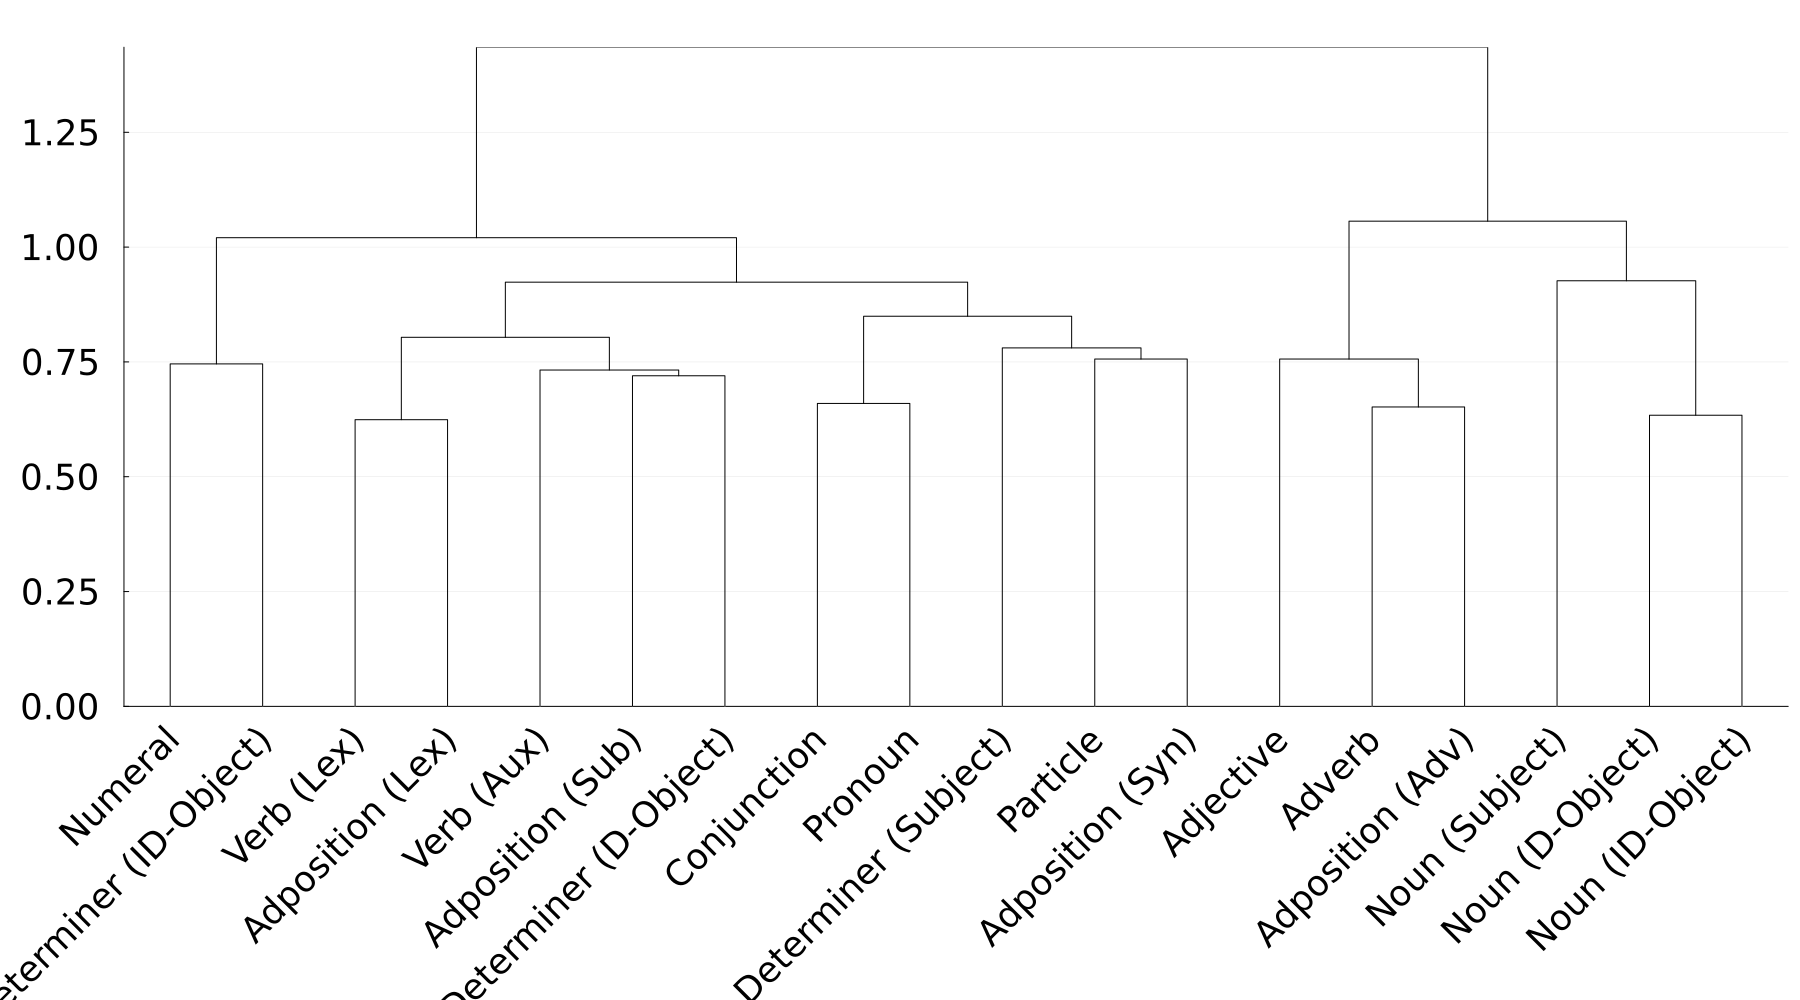 1.25
1.00
0.75
0.50
0.25
0.00
Numeral
eterminer (ID-Object)
Verb (Lex)
Adposition (Lex)
Verb (Aux)
Adposition (Sub)
Determiner (D-Object)
Conjunction
Pronoun
Determiner (Subject)
Particle
Adposition (Syn)
Adjective
Adverb
Adposition (Adv)
Noun (Subject)
Noun (D-Object)
Noun (ID-Object)